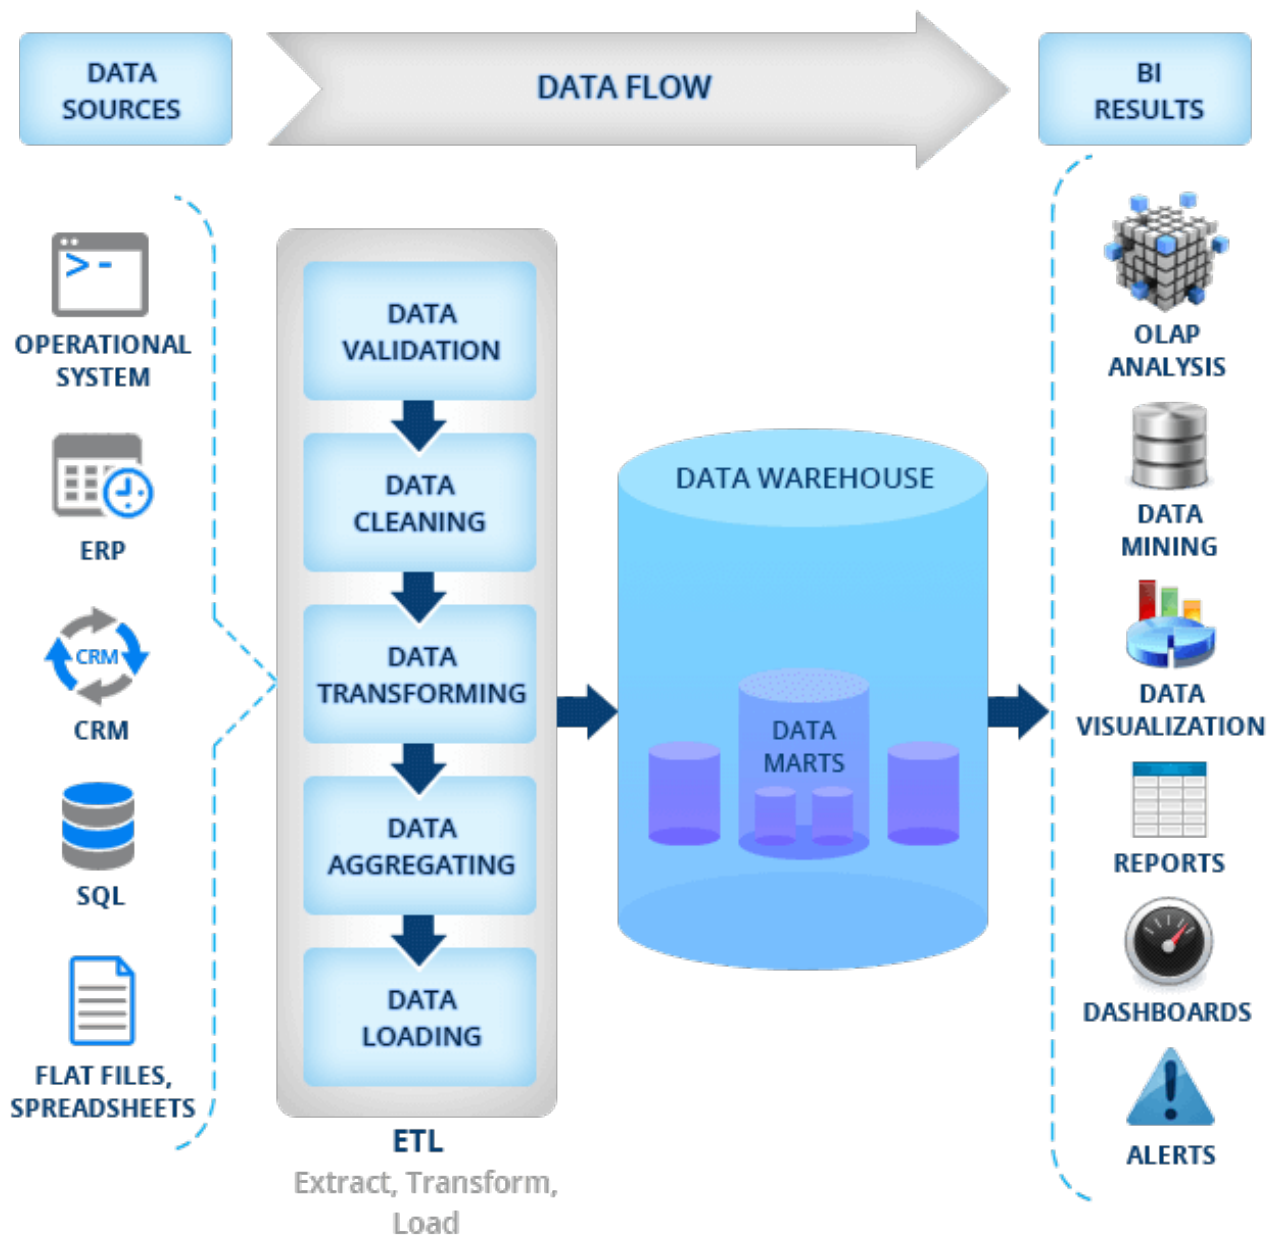 DATA
SOURCES
DATA FLOW
BI
RESULTS
>-
OPERATIONAL
SYSTEM
ERP
CRM
CRM
SQL
FLAT FILES,
SPREADSHEETS
DATA
VALIDATION
DATA
CLEANING
DATA
TRANSFORMING
DATA
AGGREGATING
DATA
LOADING
ETL
Extract, Transform,
Load
DATA WAREHOUSE
DATA
MARTS
OLAP
ANALYSIS
DATA
MINING
DATA
VISUALIZATION
REPORTS
DASHBOARDS
!
ALERTS